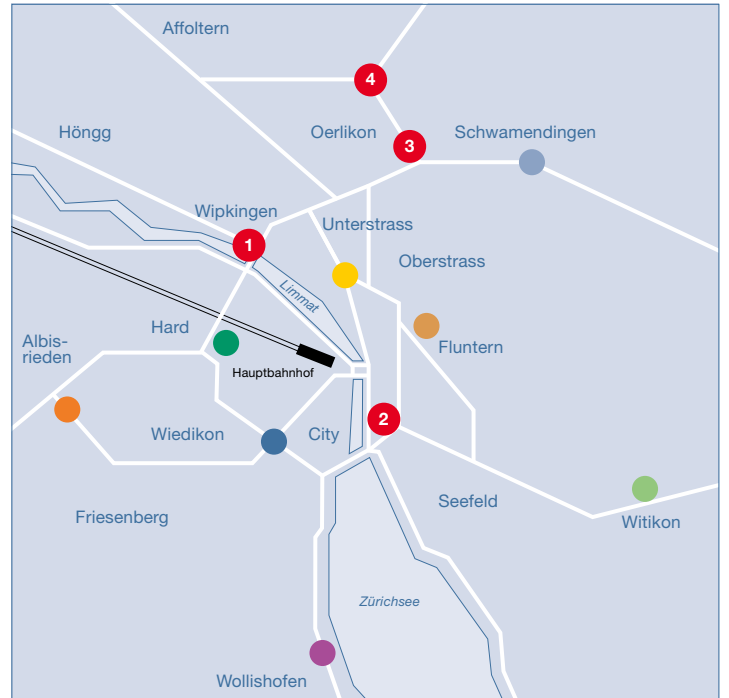 Affoltern
4
Höngg
Oerlikon
3
Schwamendingen
Wipkingen
Unterstrass
1
Oberstrass
Limmat
Hard
Albis-
rieden
Fluntern
Hauptbahnhof
2
Wiedikon
City
Seefeld
Friesenberg
Witikon
Zürichsee
Wollishofen